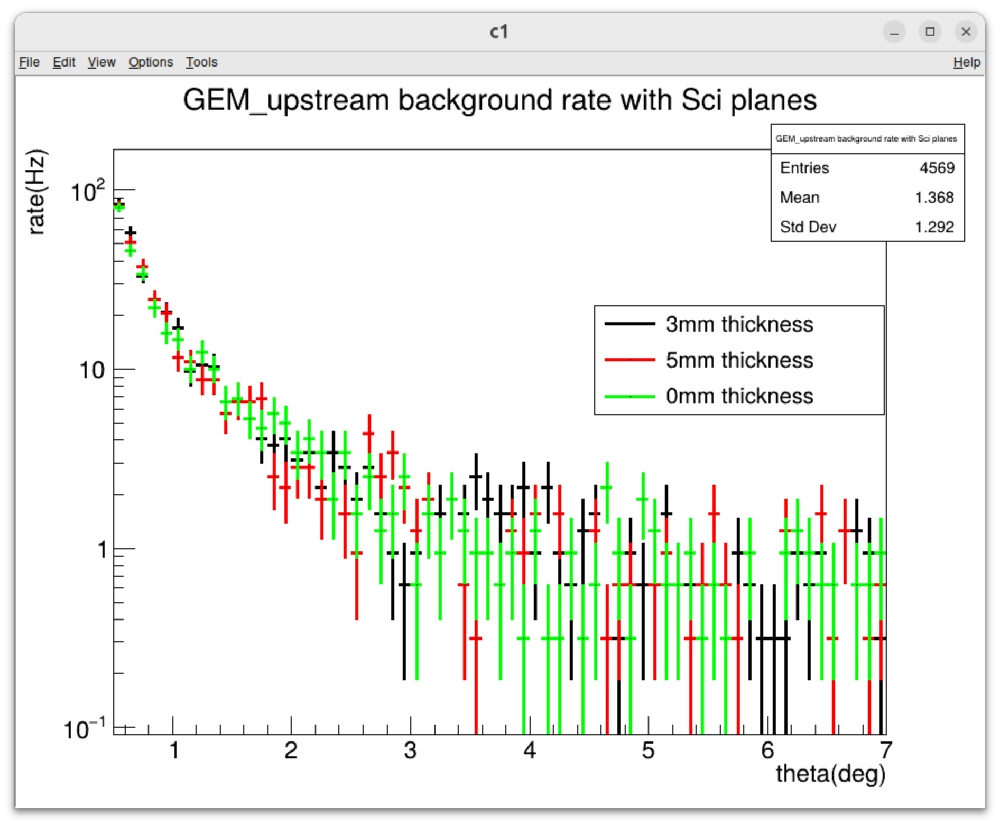 c1
File Edit View Options Tools Help
GEM_upstream background rate with Sci planes
GEM_upstream background rate with Sci planes
Entries 4569
Mean 1.368
Std Dev 1.292
rate(Hz)
10²
10
1
10⁻¹
3mm thickness
5mm thickness
0mm thickness
1 2 3 4 5 6 7
theta(deg)